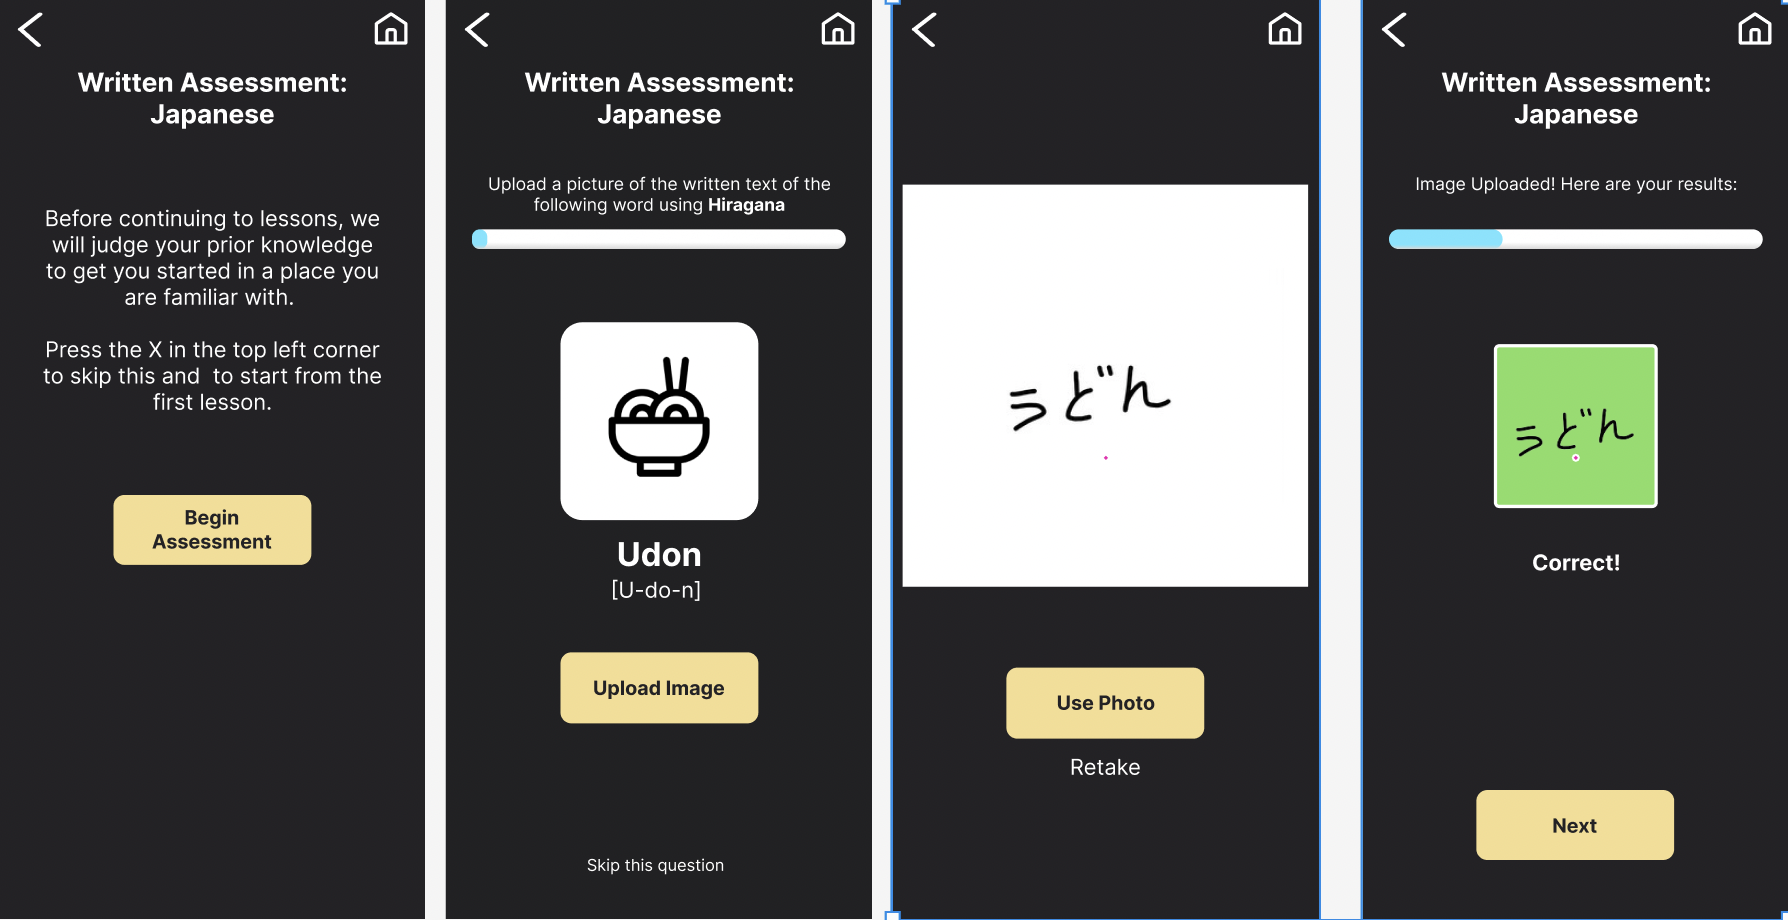 Written Assessment:
Japanese
Before continuing to lessons, we
will judge your prior knowledge
to get you started in a place you
are familiar with.
Press the X in the top left corner
to skip this and  to start from the
first lesson.
Begin
Assessment
Written Assessment:
Japanese
Upload a picture of the written text of the
following word using Hiragana
Udon
[U-do-n]
Upload Image
Skip this question
うどん
Use Photo
Retake
Written Assessment:
Japanese
Image Uploaded! Here are your results:
うどん
Correct!
Next